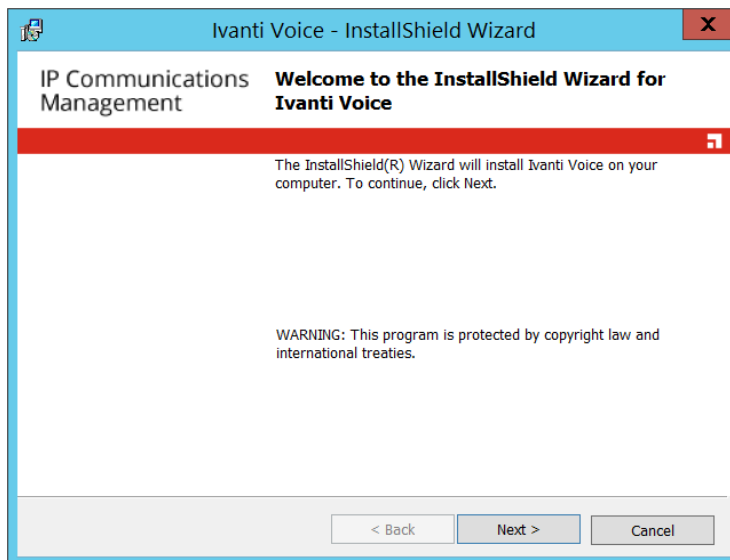 Ivanti Voice - InstallShield Wizard
X
IP Communications
Management
Welcome to the InstallShield Wizard for
Ivanti Voice
The InstallShield(R) Wizard will install Ivanti Voice on your
computer. To continue, click Next.
WARNING: This program is protected by copyright law and
international treaties.
< Back
Next >
Cancel